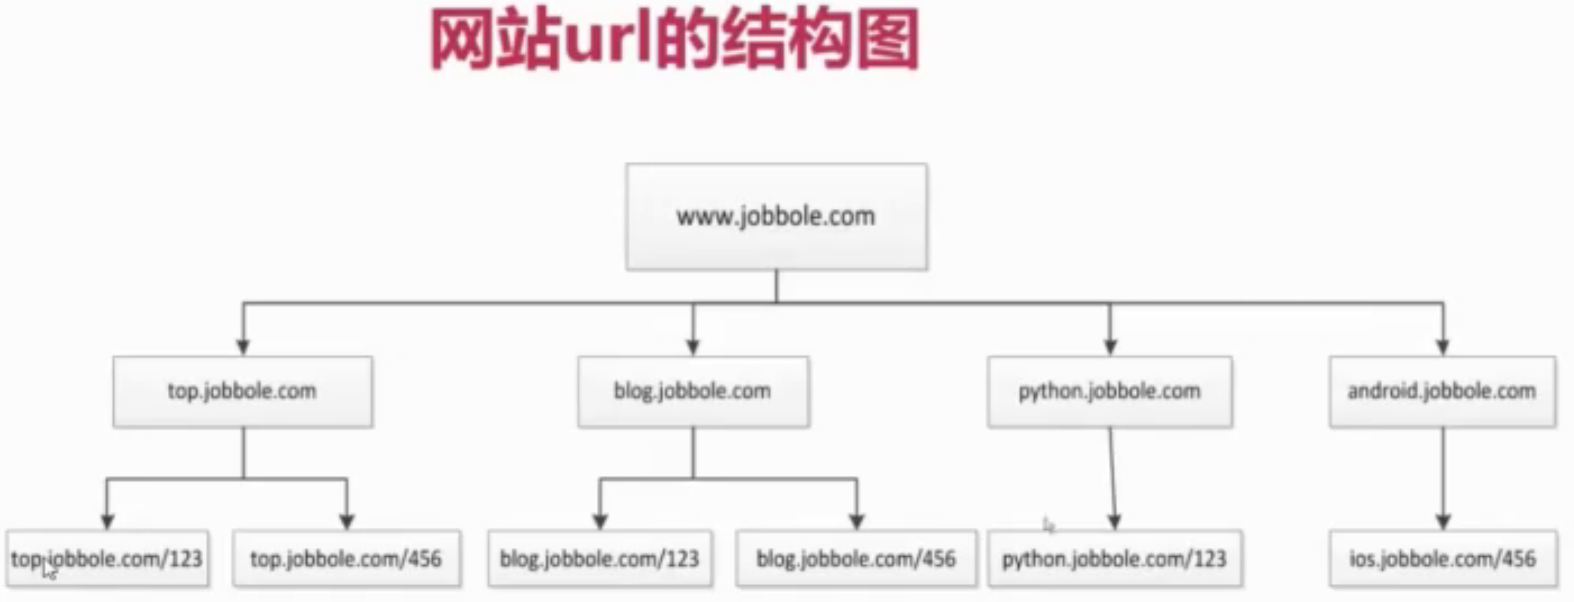 网站url的结构图
www.jobbole.com
top.jobbole.com
blog.jobbole.com
python.jobbole.com
android.jobbole.com
top.jobbole.com/123
top.jobbole.com/456
blog.jobbole.com/123
blog.jobbole.com/456
python.jobbole.com/123
ios.jobbole.com/456